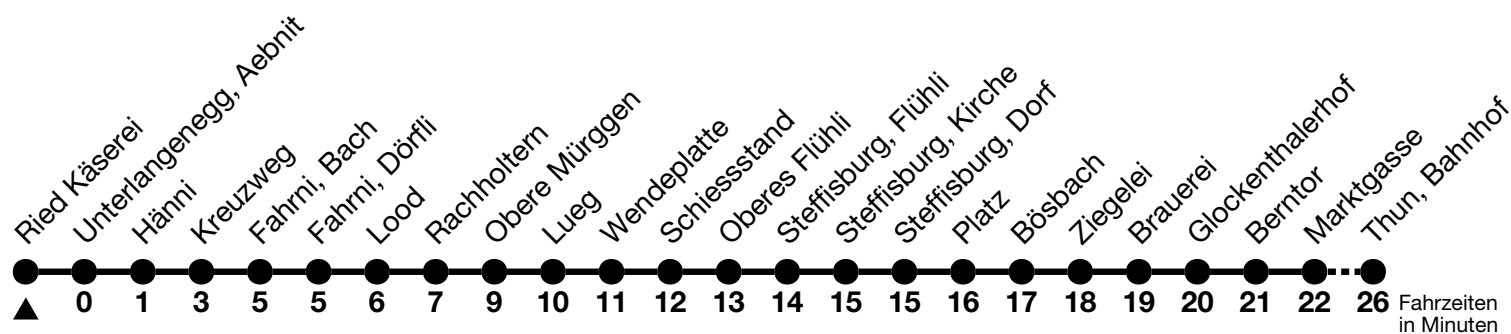 Ried Käserei
Unterlangenegg, Aebnit
Hänni
Kreuzweg
Fahrni, Bach
Fahrni, Dörfli
Lood
Rachholtern
Obere Mürggen
Lueg
Wendeplatte
Schiessstand
Oberes Flühli
Steffisburg, Flühli
Steffisburg, Kirche
Steffisburg, Dorf
Platz
Bösbach
Ziegelei
Brauerei
Glockenthalerhof
Berntor
Marktgasse
Thun, Bahnhof
0 1 3 5 5 6 7 9 10 11 12 13 14 15 15 16 17 18 19 20 21 22 26 Fahrzeiten
in Minuten